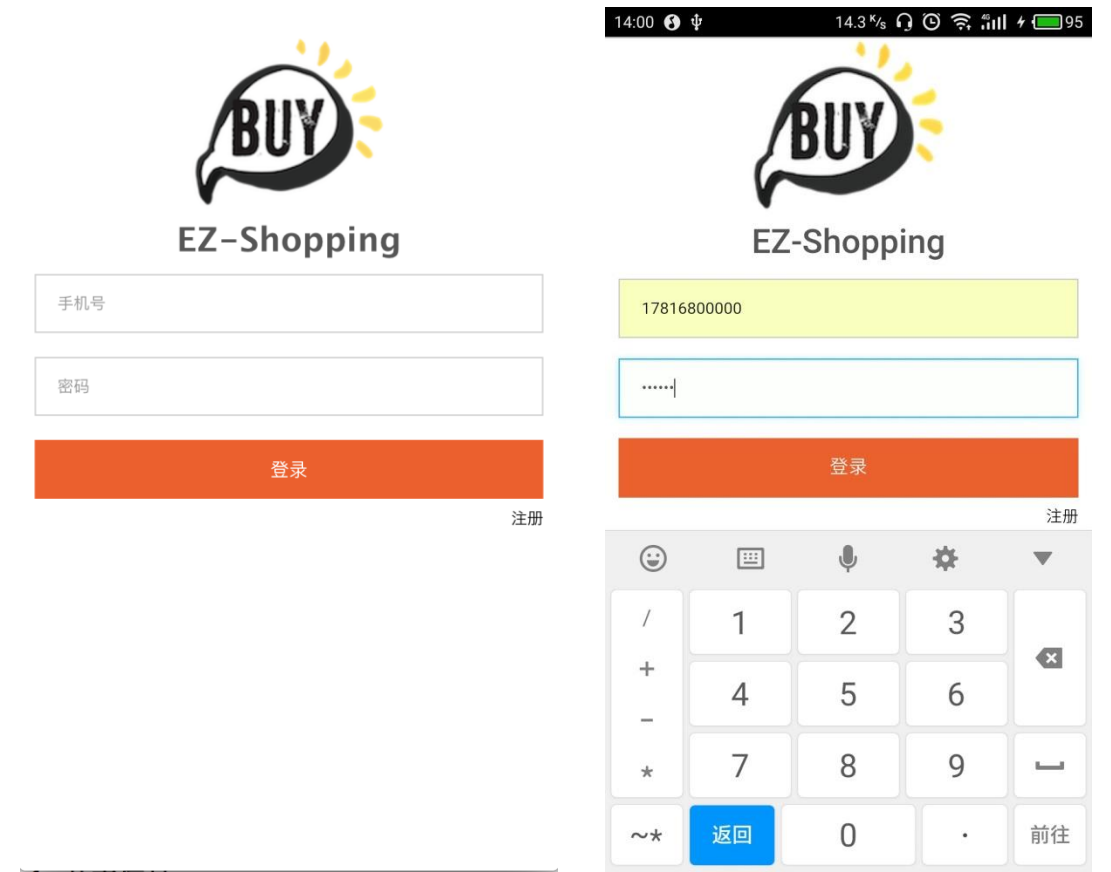 BUY
EZ-Shopping
手机号
密码
登录
注册
14:00 14.3 K/s 4G 95
BUY
EZ-Shopping
17816800000
••••••
登录
注册
/ 1 2 3
+
4 5 6
-
* 7 8 9
~* 返回 0 · 前往